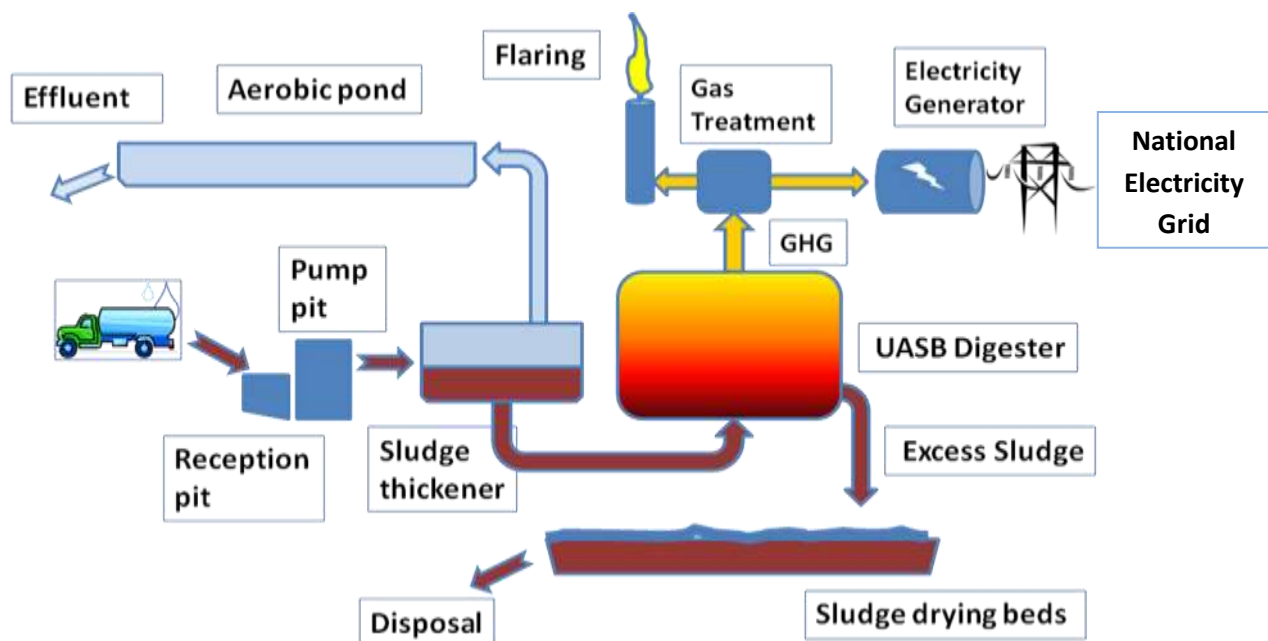 Flaring
Effluent
Aerobic pond
Gas
Treatment
Electricity
Generator
National
Electricity
Grid
GHG
Pump
pit
UASB Digester
Reception
pit
Sludge
thickener
Excess Sludge
Disposal
Sludge drying beds